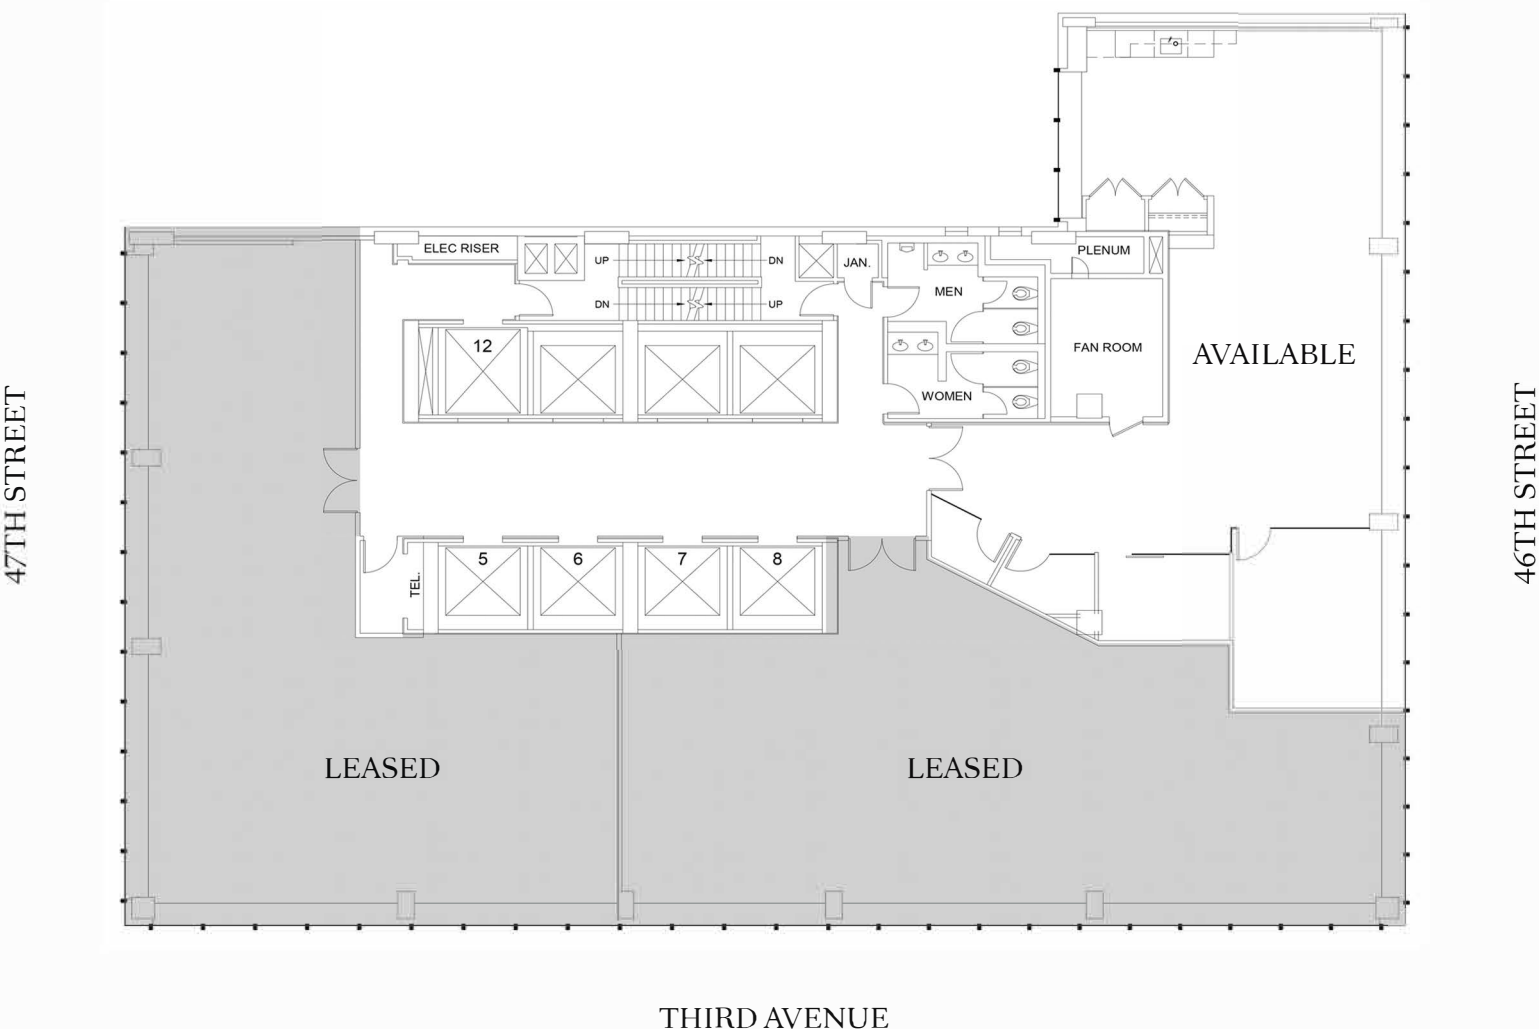 ELEC RISER
UP
DN
JAN.
PLENUM
MEN
DN
UP
12
FAN ROOM
AVAILABLE
WOMEN
47TH STREET
46TH STREET
5
6
7
8
TEL.
LEASED
LEASED
THIRD AVENUE